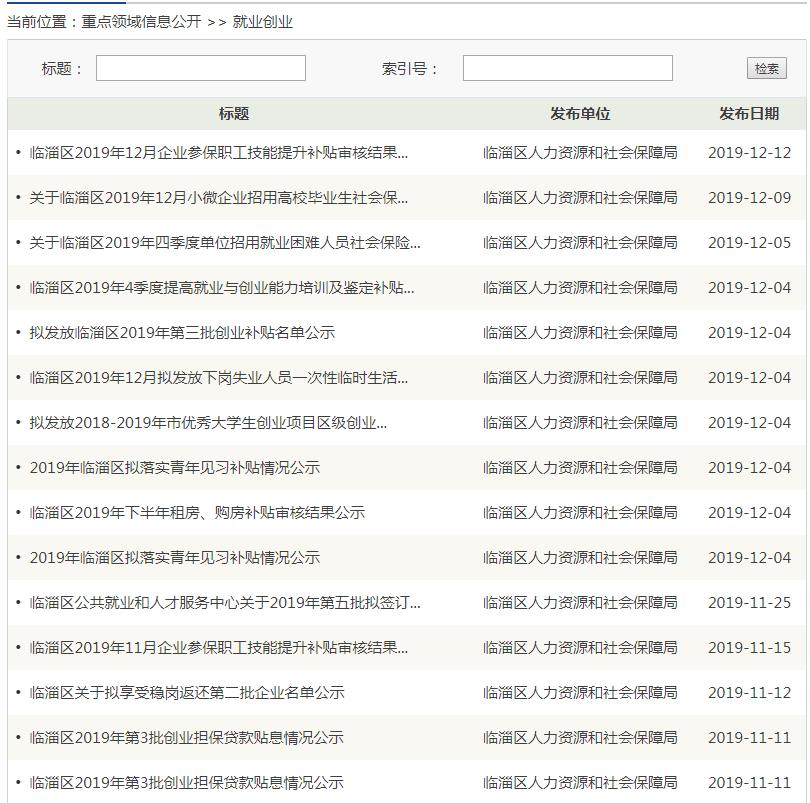 当前位置：重点领域信息公开 >> 就业创业
标题： 索引号： 检索
标题 发布单位 发布日期
• 临淄区2019年12月企业参保职工技能提升补贴审核结果... 临淄区人力资源和社会保障局 2019-12-12
• 关于临淄区2019年12月小微企业招用高校毕业生社会保... 临淄区人力资源和社会保障局 2019-12-09
• 关于临淄区2019年四季度单位招用就业困难人员社会保险... 临淄区人力资源和社会保障局 2019-12-05
• 临淄区2019年4季度提高就业与创业能力培训及鉴定补贴... 临淄区人力资源和社会保障局 2019-12-04
• 拟发放临淄区2019年第三批创业补贴名单公示 临淄区人力资源和社会保障局 2019-12-04
• 临淄区2019年12月拟发放下岗失业人员一次性临时生活... 临淄区人力资源和社会保障局 2019-12-04
• 拟发放2018-2019年市优秀大学生创业项目区级创业... 临淄区人力资源和社会保障局 2019-12-04
• 2019年临淄区拟落实青年见习补贴情况公示 临淄区人力资源和社会保障局 2019-12-04
• 临淄区2019年下半年租房、购房补贴审核结果公示 临淄区人力资源和社会保障局 2019-12-04
• 2019年临淄区拟落实青年见习补贴情况公示 临淄区人力资源和社会保障局 2019-12-04
• 临淄区公共就业和人才服务中心关于2019年第五批拟签订... 临淄区人力资源和社会保障局 2019-11-25
• 临淄区2019年11月企业参保职工技能提升补贴审核结果... 临淄区人力资源和社会保障局 2019-11-15
• 临淄区关于拟享受稳岗返还第二批企业名单公示 临淄区人力资源和社会保障局 2019-11-12
• 临淄区2019年第3批创业担保贷款贴息情况公示 临淄区人力资源和社会保障局 2019-11-11
• 临淄区2019年第3批创业担保贷款贴息情况公示 临淄区人力资源和社会保障局 2019-11-11